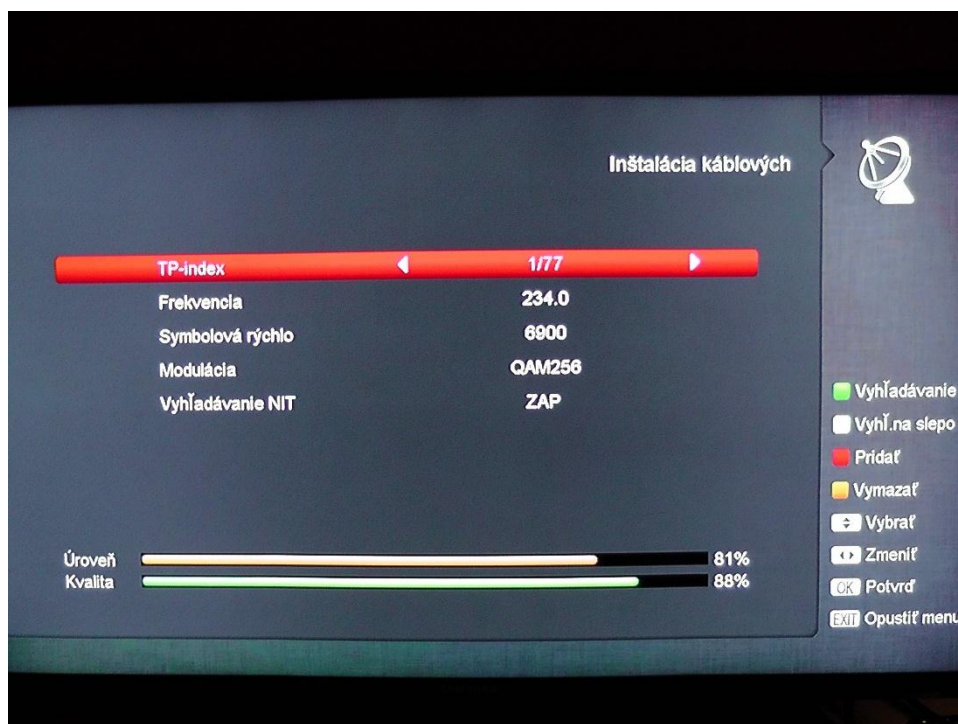 Inštalácia káblových
TP-index 1/77
Frekvencia 234.0
Symbolová rýchlo 6900
Modulácia QAM256
Vyhľadávanie NIT ZAP
Úroveň 81%
Kvalita 88%
Vyhľadávanie
Vyhľ.na slepo
Pridať
Vymazať
Vybrať
Zmeniť
OK Potvrď
EXIT Opustiť menu